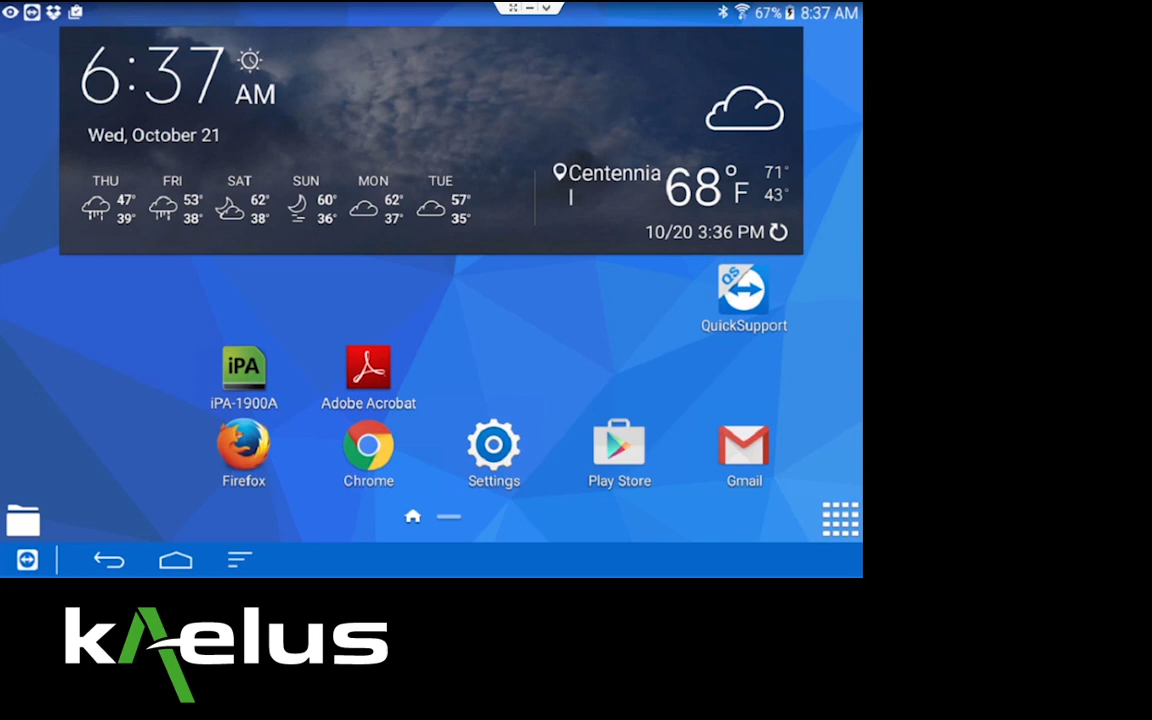 67% 8:37 AM
6:37 AM
Wed, October 21
THU FRI SAT SUN MON TUE
47° 53° 62° 60° 62° 57°
39° 38° 38° 36° 37° 35°
Centennia
l
68°F
71°
43°
10/20 3:36 PM
QS
QuickSupport
iPA
iPA-1900A Adobe Acrobat
Firefox Chrome Settings Play Store Gmail
kAelus